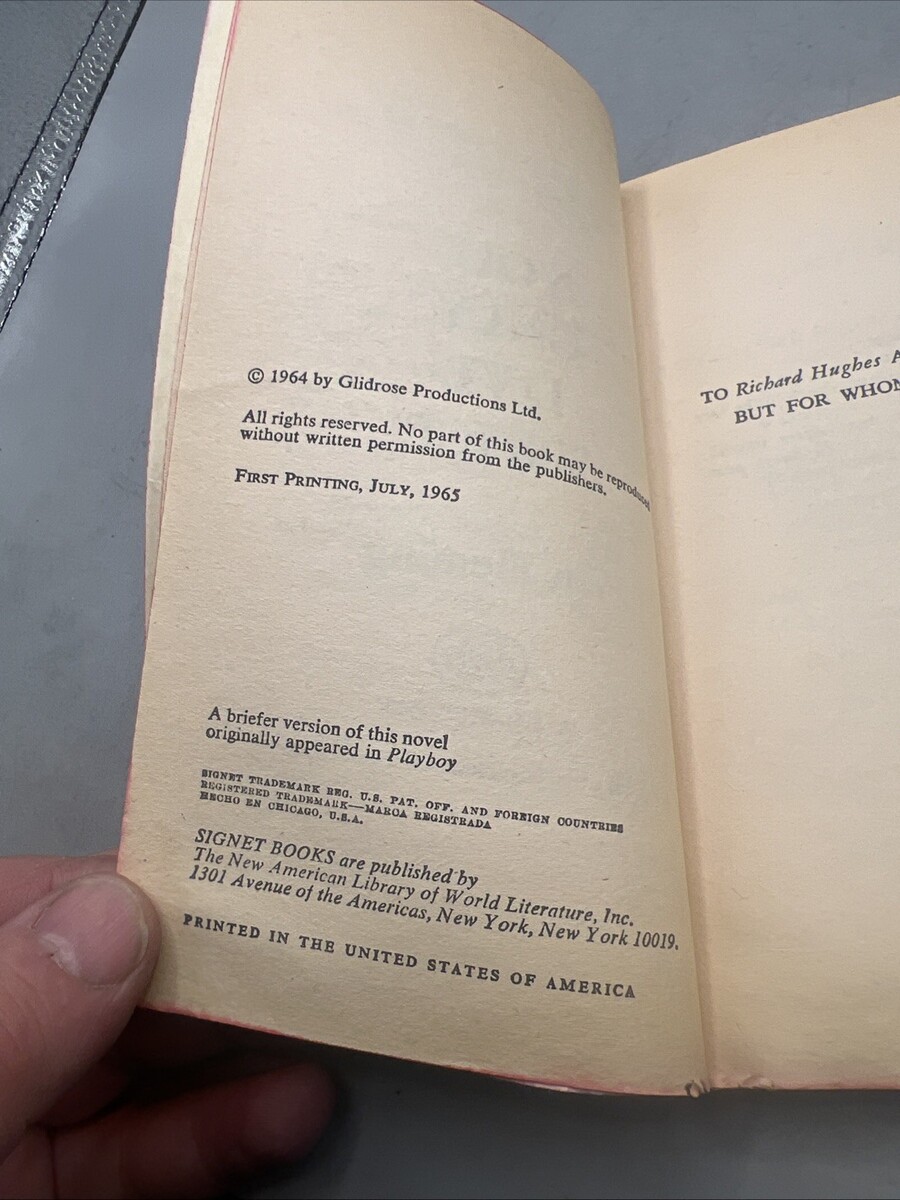 © 1964 by Glidrose Productions Ltd.
All rights reserved. No part of this book may be reproduced
without written permission from the publishers.
FIRST PRINTING, JULY, 1965
A briefer version of this novel
originally appeared in Playboy
SIGNET TRADEMARK REG. U.S. PAT. OFF. AND FOREIGN COUNTRIES
REGISTERED TRADEMARK—MARCA REGISTRADA
HECHO EN CHICAGO, U.S.A.
SIGNET BOOKS are published by
The New American Library of World Literature, Inc.
1301 Avenue of the Americas, New York, New York 10019.
PRINTED IN THE UNITED STATES OF AMERICA
TO Richard Hughes
BUT FOR WHOM